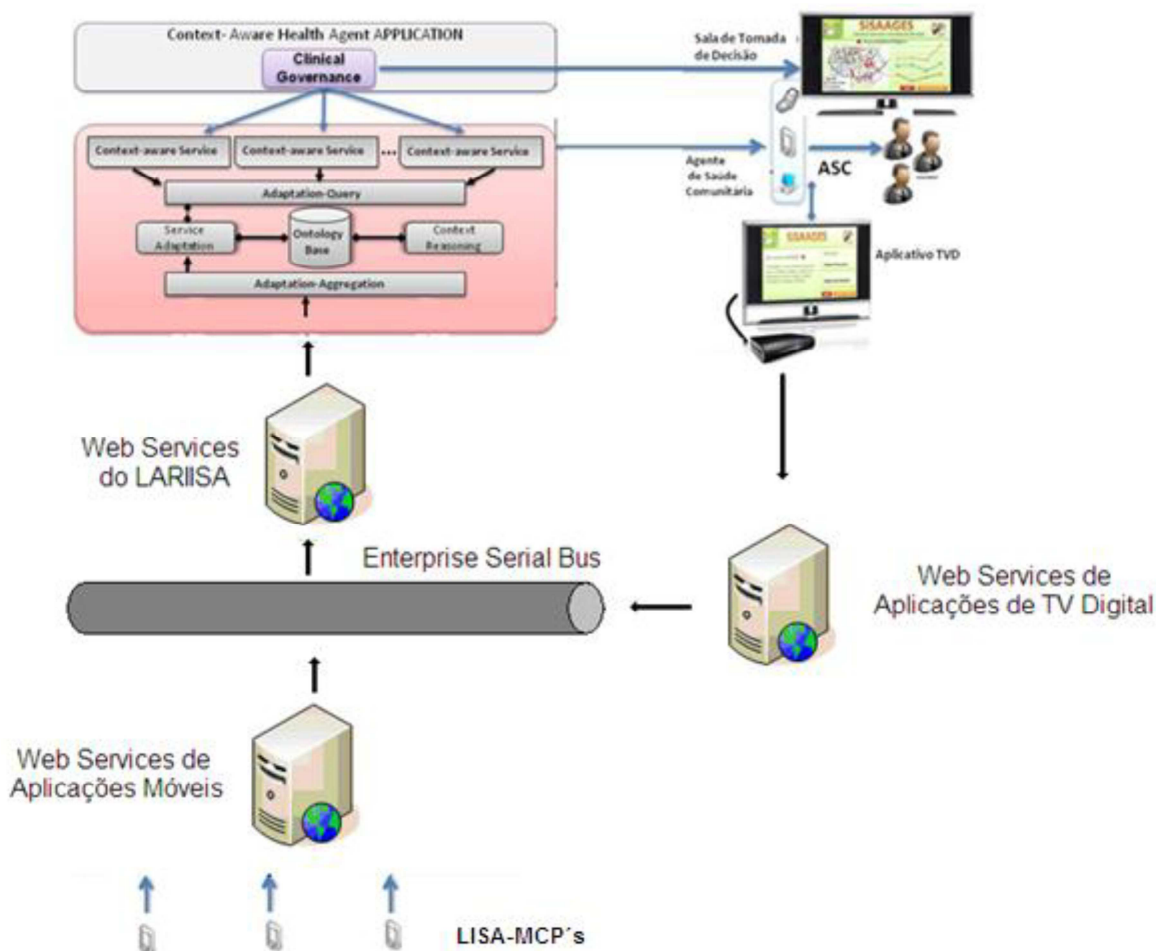 Context- Aware Health Agent APPLICATION
Clinical
Governance
Sala de Tomada
de Decisão
SISAAGES
Context-aware Service
Context-aware Service
...
Context-aware Service
Adaptation-Query
Service
Adaptation
Ontology
Base
Context
Reasoning
Adaptation-Aggregation
Agente
de Saúde
Comunitária
ASC
SISAAGES
Aplicativo TVD
Web Services
do LARIISA
Enterprise Serial Bus
Web Services de
Aplicações de TV Digital
Web Services de
Aplicações Móveis
LISA-MCP´s